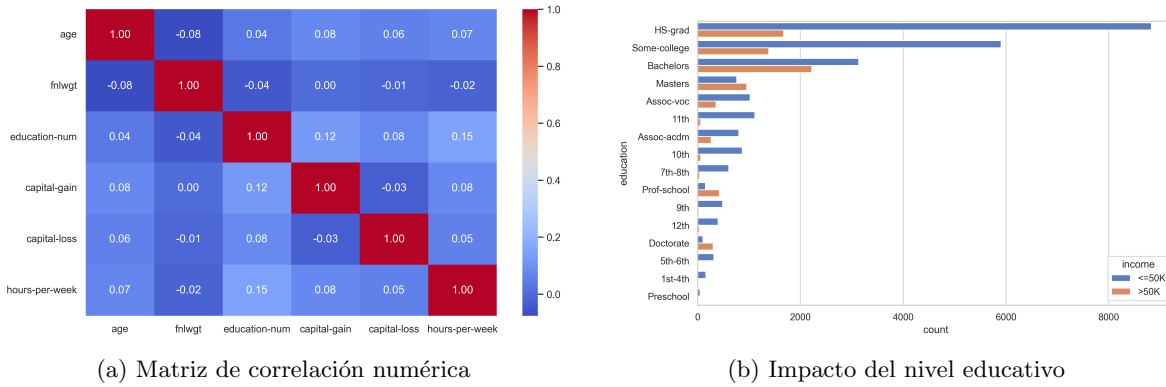 age 1.00 -0.08 0.04 0.08 0.06 0.07
fnlwgt -0.08 1.00 -0.04 0.00 -0.01 -0.02
education-num 0.04 -0.04 1.00 0.12 0.08 0.15
capital-gain 0.08 0.00 0.12 1.00 -0.03 0.08
capital-loss 0.06 -0.01 0.08 -0.03 1.00 0.05
hours-per-week 0.07 -0.02 0.15 0.08 0.05 1.00
age fnlwgt education-num capital-gain capital-loss hours-per-week
1.0
0.8
0.6
0.4
0.2
0.0
(a) Matriz de correlación numérica
education
HS-grad
Some-college
Bachelors
Masters
Assoc-voc
11th
Assoc-acdm
10th
7th-8th
Prof-school
9th
12th
Doctorate
5th-6th
1st-4th
Preschool
income
<=50K
>50K
0 2000 4000 6000 8000
count
(b) Impacto del nivel educativo